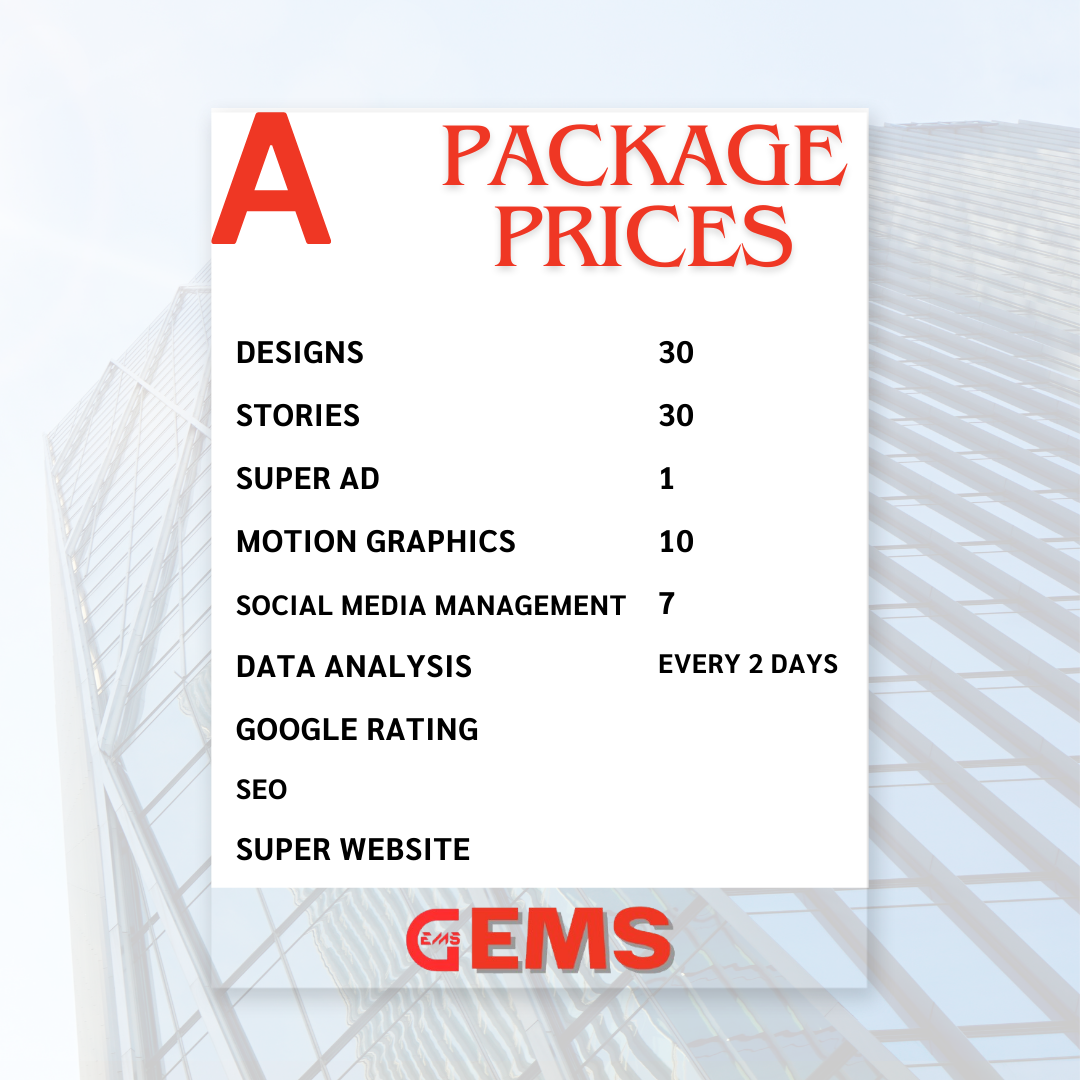 A
PACKAGE
PRICES
DESIGNS 30
STORIES 30
SUPER AD 1
MOTION GRAPHICS 10
SOCIAL MEDIA MANAGEMENT 7
DATA ANALYSIS EVERY 2 DAYS
GOOGLE RATING
SEO
SUPER WEBSITE
GEMS
EMS